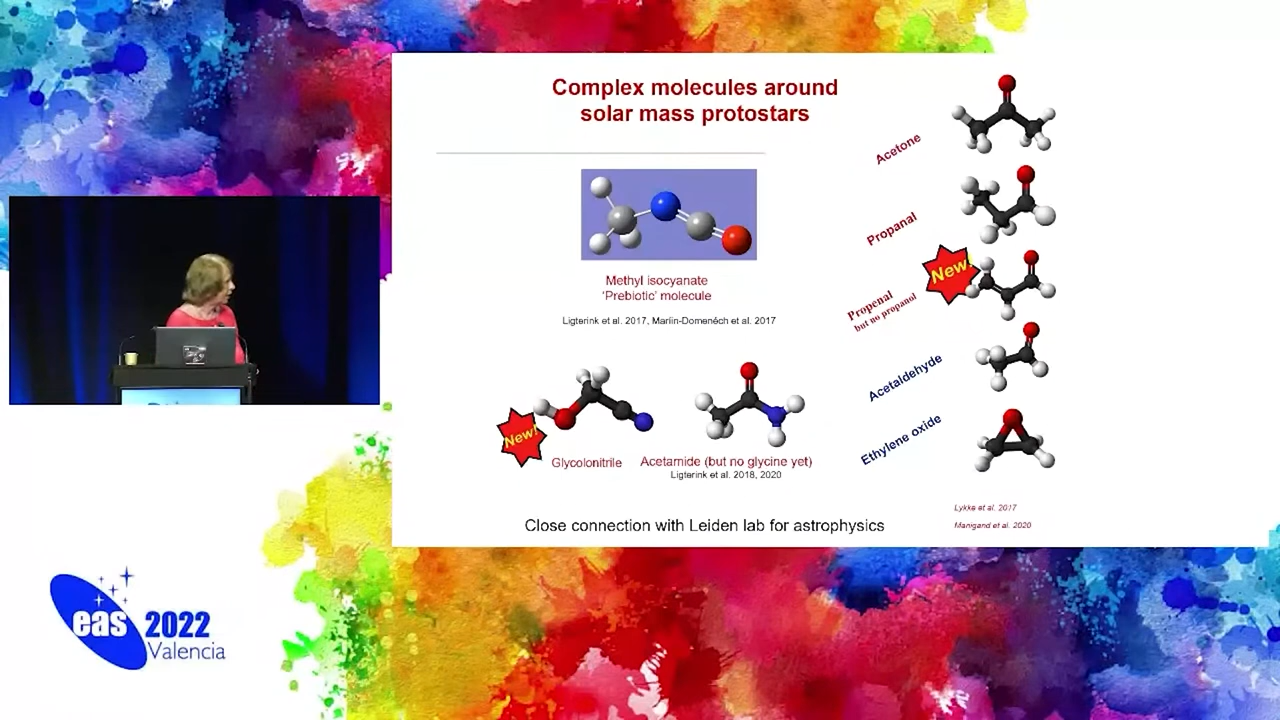 Complex molecules around
solar mass protostars
Acetone
Propanal
New!
Propenal
but no propanol
Acetaldehyde
Ethylene oxide
Methyl isocyanate
'Prebiotic' molecule
Ligterink et al. 2017, Martin-Domenéch et al. 2017
New!
Glycolonitrile
Acetamide (but no glycine yet)
Ligterink et al. 2018, 2020
Lykke et al. 2017
Manigand et al. 2020
Close connection with Leiden lab for astrophysics
eas 2022
Valencia